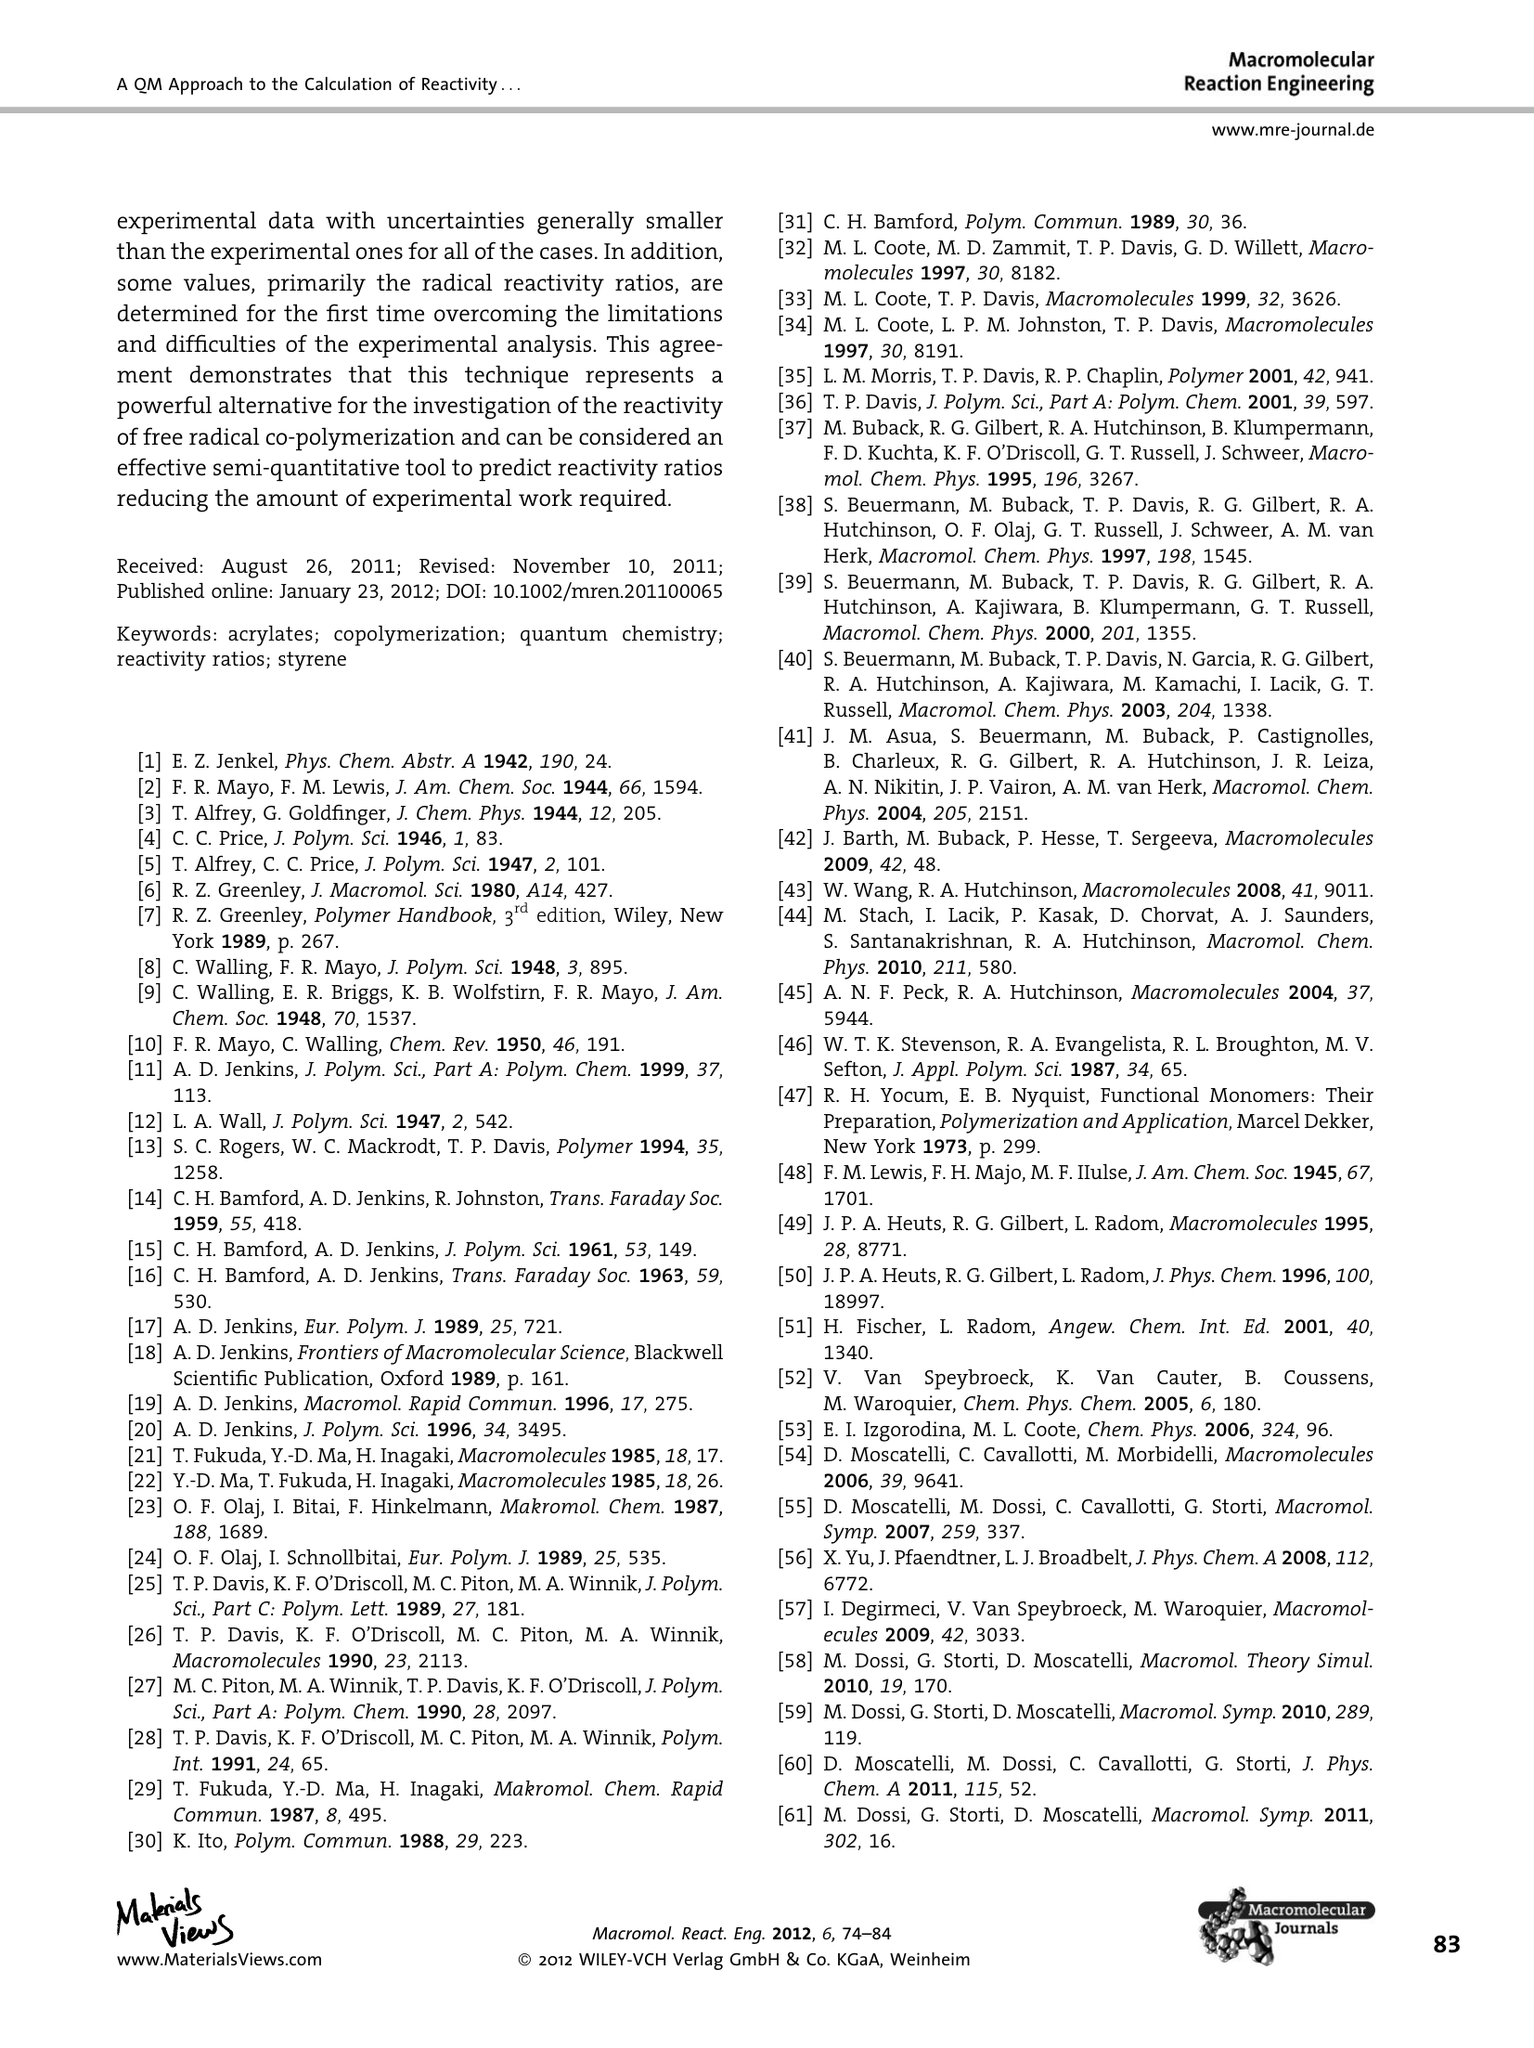 A QM Approach to the Calculation of Reactivity...
Macromolecular
Reaction Engineering
www.mre-journal.de
experimental data with uncertainties generally smaller
than the experimental ones for all of the cases. In addition,
some values, primarily the radical reactivity ratios, are
determined for the first time overcoming the limitations
and difficulties of the experimental analysis. This agree-
ment demonstrates that this technique represents a
powerful alternative for the investigation of the reactivity
of free radical co-polymerization and can be considered an
effective semi-quantitative tool to predict reactivity ratios
reducing the amount of experimental work required.
Received: August 26, 2011; Revised: November 10, 2011;
Published online: January 23, 2012; DOI: 10.1002/mren.201100065
Keywords: acrylates; copolymerization; quantum chemistry;
reactivity ratios; styrene
[1] E. Z. Jenkel, Phys. Chem. Abstr. A 1942, 190, 24.
[2] F. R. Mayo, F. M. Lewis, J. Am. Chem. Soc. 1944, 66, 1594.
[3] T. Alfrey, G. Goldfinger, J. Chem. Phys. 1944, 12, 205.
[4] C. C. Price, J. Polym. Sci. 1946, 1, 83.
[5] T. Alfrey, C. C. Price, J. Polym. Sci. 1947, 2, 101.
[6] R. Z. Greenley, J. Macromol. Sci. 1980, A14, 427.
[7] R. Z. Greenley, Polymer Handbook, 3rd edition, Wiley, New
York 1989, p. 267.
[8] C. Walling, F. R. Mayo, J. Polym. Sci. 1948, 3, 895.
[9] C. Walling, E. R. Briggs, K. B. Wolfstirn, F. R. Mayo, J. Am.
Chem. Soc. 1948, 70, 1537.
[10] F. R. Mayo, C. Walling, Chem. Rev. 1950, 46, 191.
[11] A. D. Jenkins, J. Polym. Sci., Part A: Polym. Chem. 1999, 37,
113.
[12] L. A. Wall, J. Polym. Sci. 1947, 2, 542.
[13] S. C. Rogers, W. C. Mackrodt, T. P. Davis, Polymer 1994, 35,
1258.
[14] C. H. Bamford, A. D. Jenkins, R. Johnston, Trans. Faraday Soc.
1959, 55, 418.
[15] C. H. Bamford, A. D. Jenkins, J. Polym. Sci. 1961, 53, 149.
[16] C. H. Bamford, A. D. Jenkins, Trans. Faraday Soc. 1963, 59,
530.
[17] A. D. Jenkins, Eur. Polym. J. 1989, 25, 721.
[18] A. D. Jenkins, Frontiers of Macromolecular Science, Blackwell
Scientific Publication, Oxford 1989, p. 161.
[19] A. D. Jenkins, Macromol. Rapid Commun. 1996, 17, 275.
[20] A. D. Jenkins, J. Polym. Sci. 1996, 34, 3495.
[21] T. Fukuda, Y.-D. Ma, H. Inagaki, Macromolecules 1985, 18, 17.
[22] Y.-D. Ma, T. Fukuda, H. Inagaki, Macromolecules 1985, 18, 26.
[23] O. F. Olaj, I. Bitai, F. Hinkelmann, Makromol. Chem. 1987,
188, 1689.
[24] O. F. Olaj, I. Schnollbitai, Eur. Polym. J. 1989, 25, 535.
[25] T. P. Davis, K. F. O'Driscoll, M. C. Piton, M. A. Winnik, J. Polym.
Sci., Part C: Polym. Lett. 1989, 27, 181.
[26] T. P. Davis, K. F. O'Driscoll, M. C. Piton, M. A. Winnik,
Macromolecules 1990, 23, 2113.
[27] M. C. Piton, M. A. Winnik, T. P. Davis, K. F. O'Driscoll, J. Polym.
Sci., Part A: Polym. Chem. 1990, 28, 2097.
[28] T. P. Davis, K. F. O'Driscoll, M. C. Piton, M. A. Winnik, Polym.
Int. 1991, 24, 65.
[29] T. Fukuda, Y.-D. Ma, H. Inagaki, Makromol. Chem. Rapid
Commun. 1987, 8, 495.
[30] K. Ito, Polym. Commun. 1988, 29, 223.
[31] C. H. Bamford, Polym. Commun. 1989, 30, 36.
[32] M. L. Coote, M. D. Zammit, T. P. Davis, G. D. Willett, Macro-
molecules 1997, 30, 8182.
[33] M. L. Coote, T. P. Davis, Macromolecules 1999, 32, 3626.
[34] M. L. Coote, L. P. M. Johnston, T. P. Davis, Macromolecules
1997, 30, 8191.
[35] L. M. Morris, T. P. Davis, R. P. Chaplin, Polymer 2001, 42, 941.
[36] T. P. Davis, J. Polym. Sci., Part A: Polym. Chem. 2001, 39, 597.
[37] M. Buback, R. G. Gilbert, R. A. Hutchinson, B. Klumpermann,
F. D. Kuchta, K. F. O'Driscoll, G. T. Russell, J. Schweer, Macro-
mol. Chem. Phys. 1995, 196, 3267.
[38] S. Beuermann, M. Buback, T. P. Davis, R. G. Gilbert, R. A.
Hutchinson, O. F. Olaj, G. T. Russell, J. Schweer, A. M. van
Herk, Macromol. Chem. Phys. 1997, 198, 1545.
[39] S. Beuermann, M. Buback, T. P. Davis, R. G. Gilbert, R. A.
Hutchinson, A. Kajiwara, B. Klumpermann, G. T. Russell,
Macromol. Chem. Phys. 2000, 201, 1355.
[40] S. Beuermann, M. Buback, T. P. Davis, N. Garcia, R. G. Gilbert,
R. A. Hutchinson, A. Kajiwara, M. Kamachi, I. Lacik, G. T.
Russell, Macromol. Chem. Phys. 2003, 204, 1338.
[41] J. M. Asua, S. Beuermann, M. Buback, P. Castignolles,
B. Charleux, R. G. Gilbert, R. A. Hutchinson, J. R. Leiza,
A. N. Nikitin, J. P. Vairon, A. M. van Herk, Macromol. Chem.
Phys. 2004, 205, 2151.
[42] J. Barth, M. Buback, P. Hesse, T. Sergeeva, Macromolecules
2009, 42, 48.
[43] W. Wang, R. A. Hutchinson, Macromolecules 2008, 41, 9011.
[44] M. Stach, I. Lacik, P. Kasak, D. Chorvat, A. J. Saunders,
S. Santanakrishnan, R. A. Hutchinson, Macromol. Chem.
Phys. 2010, 211, 580.
[45] A. N. F. Peck, R. A. Hutchinson, Macromolecules 2004, 37,
5944.
[46] W. T. K. Stevenson, R. A. Evangelista, R. L. Broughton, M. V.
Sefton, J. Appl. Polym. Sci. 1987, 34, 65.
[47] R. H. Yocum, E. B. Nyquist, Functional Monomers: Their
Preparation, Polymerization and Application, Marcel Dekker,
New York 1973, p. 299.
[48] F. M. Lewis, F. H. Majo, M. F. IIulse, J. Am. Chem. Soc. 1945, 67,
1701.
[49] J. P. A. Heuts, R. G. Gilbert, L. Radom, Macromolecules 1995,
28, 8771.
[50] J. P. A. Heuts, R. G. Gilbert, L. Radom, J. Phys. Chem. 1996, 100,
18997.
[51] H. Fischer, L. Radom, Angew. Chem. Int. Ed. 2001, 40,
1340.
[52] V. Van Speybroeck, K. Van Cauter, B. Coussens,
M. Waroquier, Chem. Phys. Chem. 2005, 6, 180.
[53] E. I. Izgorodina, M. L. Coote, Chem. Phys. 2006, 324, 96.
[54] D. Moscatelli, C. Cavallotti, M. Morbidelli, Macromolecules
2006, 39, 9641.
[55] D. Moscatelli, M. Dossi, C. Cavallotti, G. Storti, Macromol.
Symp. 2007, 259, 337.
[56] X. Yu, J. Pfaendtner, L. J. Broadbelt, J. Phys. Chem. A 2008, 112,
6772.
[57] I. Degirmeci, V. Van Speybroeck, M. Waroquier, Macromol-
ecules 2009, 42, 3033.
[58] M. Dossi, G. Storti, D. Moscatelli, Macromol. Theory Simul.
2010, 19, 170.
[59] M. Dossi, G. Storti, D. Moscatelli, Macromol. Symp. 2010, 289,
119.
[60] D. Moscatelli, M. Dossi, C. Cavallotti, G. Storti, J. Phys.
Chem. A 2011, 115, 52.
[61] M. Dossi, G. Storti, D. Moscatelli, Macromol. Symp. 2011,
302, 16.
Materials
Views
www.MaterialsViews.com
Macromol. React. Eng. 2012, 6, 74–84
© 2012 WILEY-VCH Verlag GmbH & Co. KGaA, Weinheim
Macromolecular
Journals
83